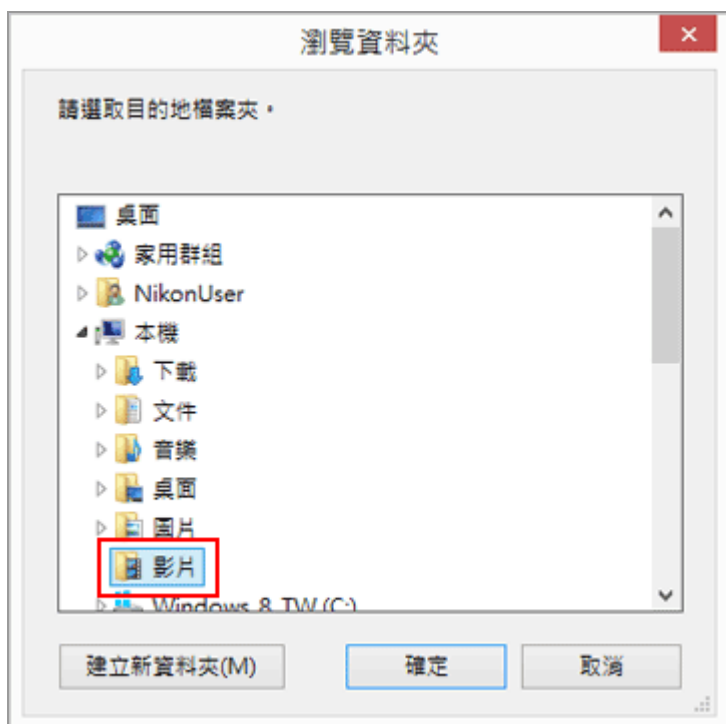 瀏覽資料夾
請選取目的地檔案夾。
桌面
家用群組
NikonUser
本機
下載
文件
音樂
桌面
圖片
影片
Windows 8_TW (C:)
建立新資料夾(M)
確定
取消